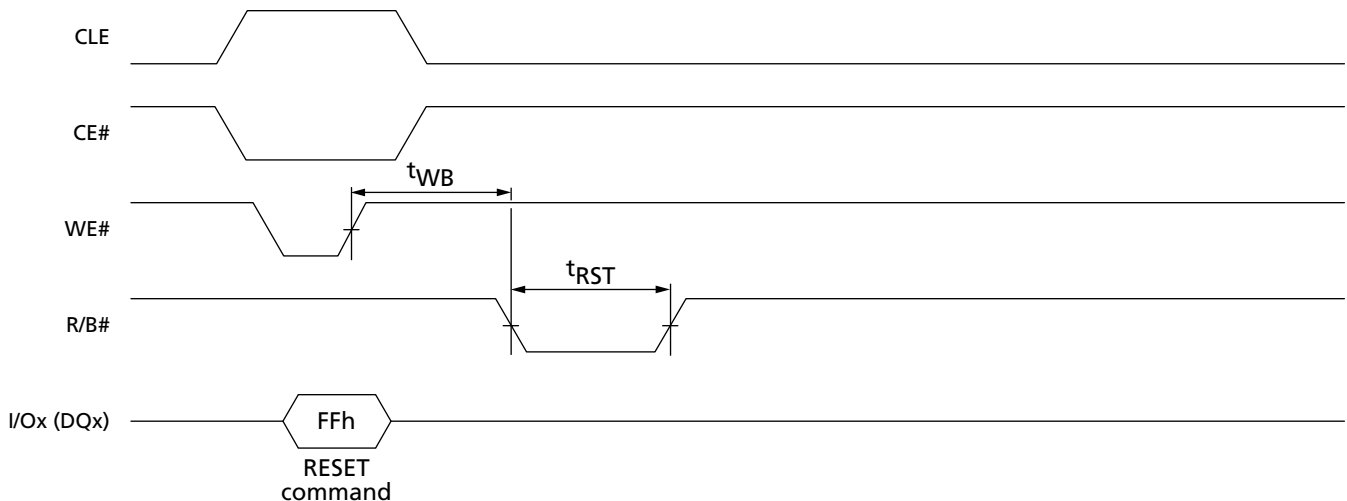 CLE
CE#
tWB
WE#
tRST
R/B#
I/Ox (DQx)
FFh
RESET
command